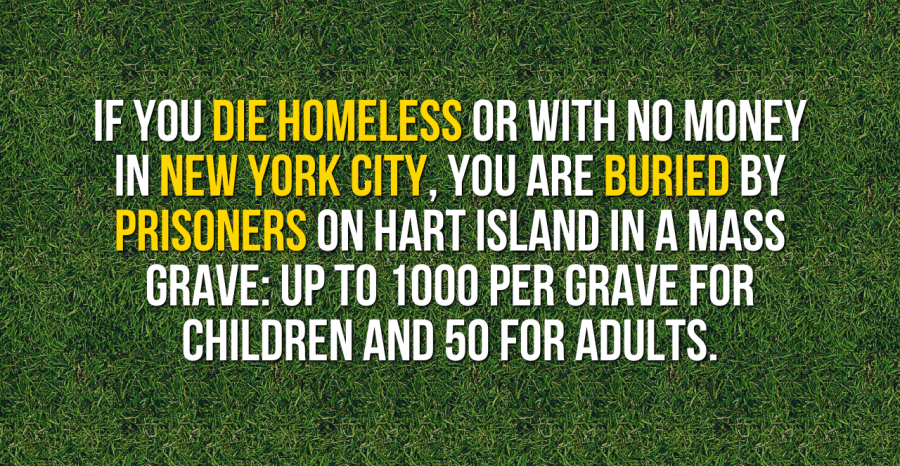 IF YOU DIE HOMELESS OR WITH NO MONEY
IN NEW YORK CITY, YOU ARE BURIED BY
PRISONERS ON HART ISLAND IN A MASS
GRAVE: UP TO 1000 PER GRAVE FOR
CHILDREN AND 50 FOR ADULTS.